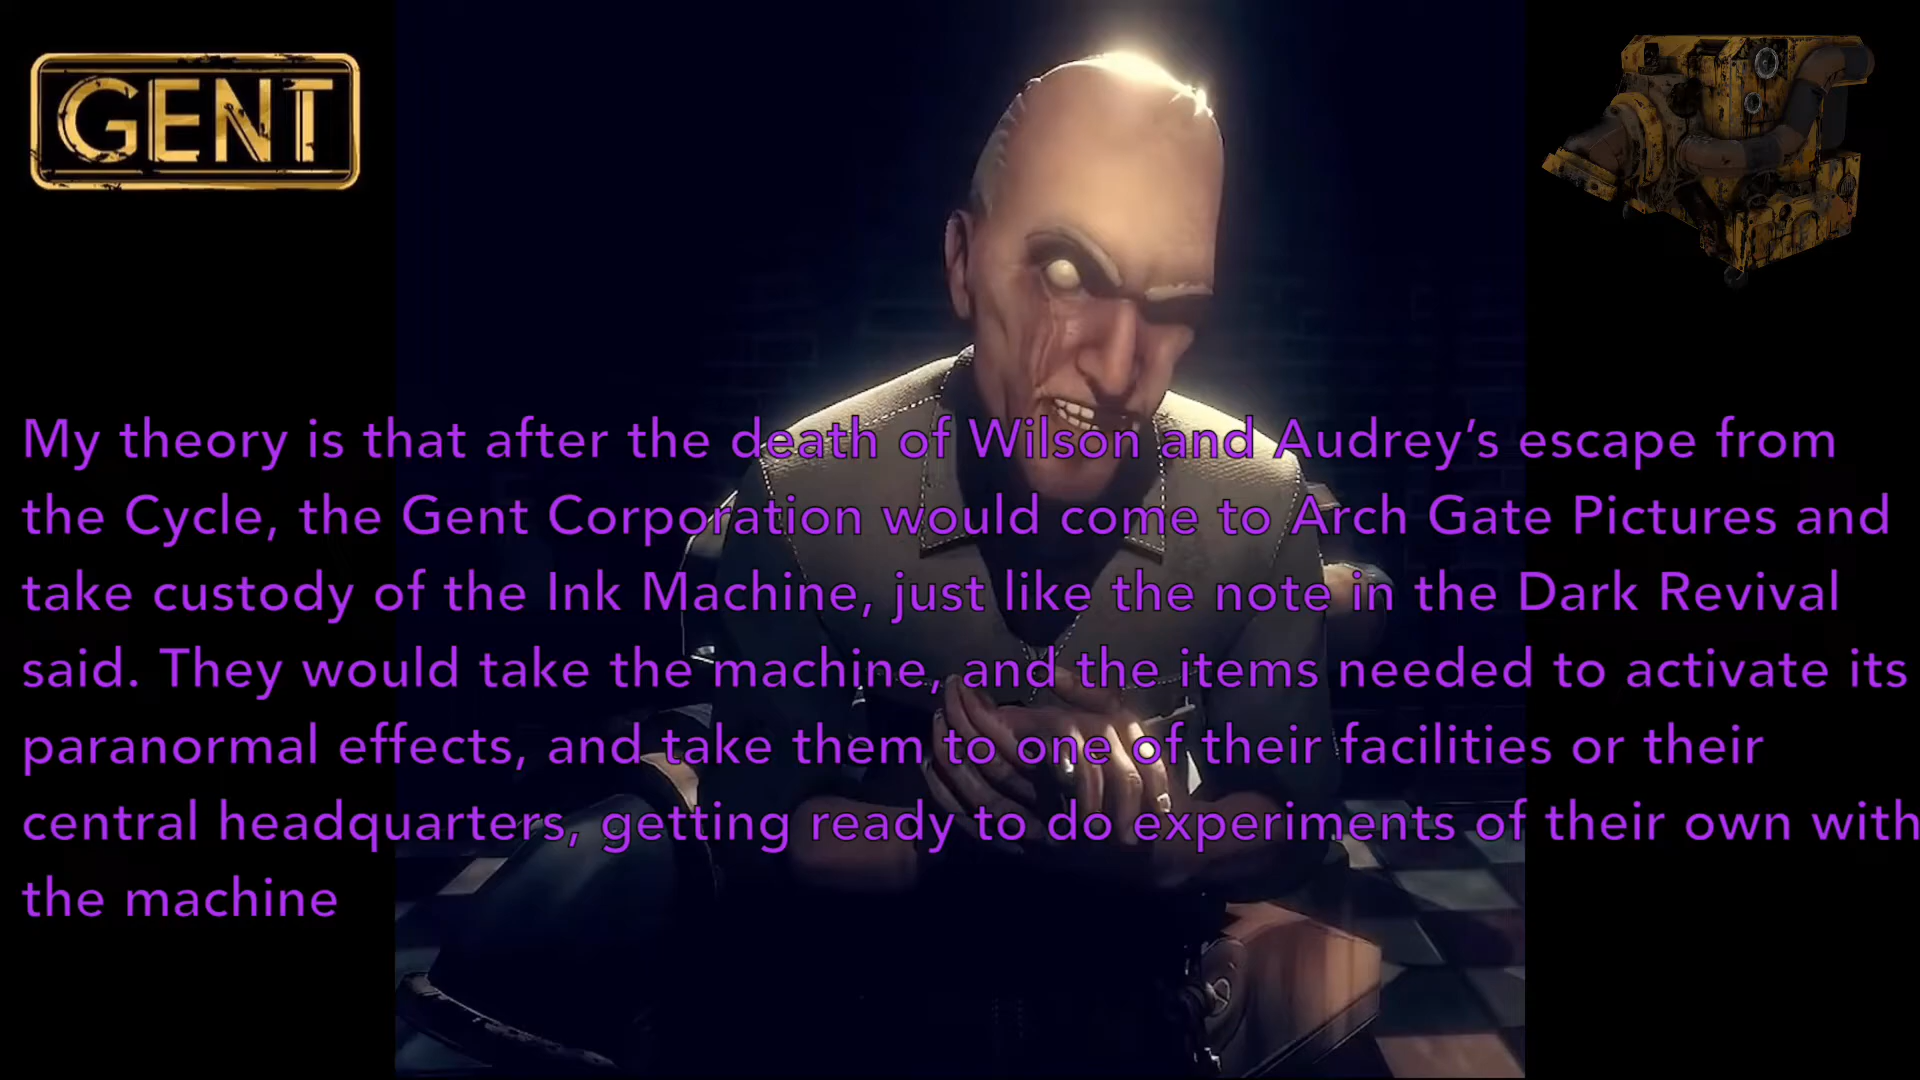 GENT
My theory is that after the death of Wilson and Audrey’s escape from
the Cycle, the Gent Corporation would come to Arch Gate Pictures and
take custody of the Ink Machine, just like the note in the Dark Revival
said. They would take the machine, and the items needed to activate its
paranormal effects, and take them to one of their facilities or their
central headquarters, getting ready to do experiments of their own with
the machine